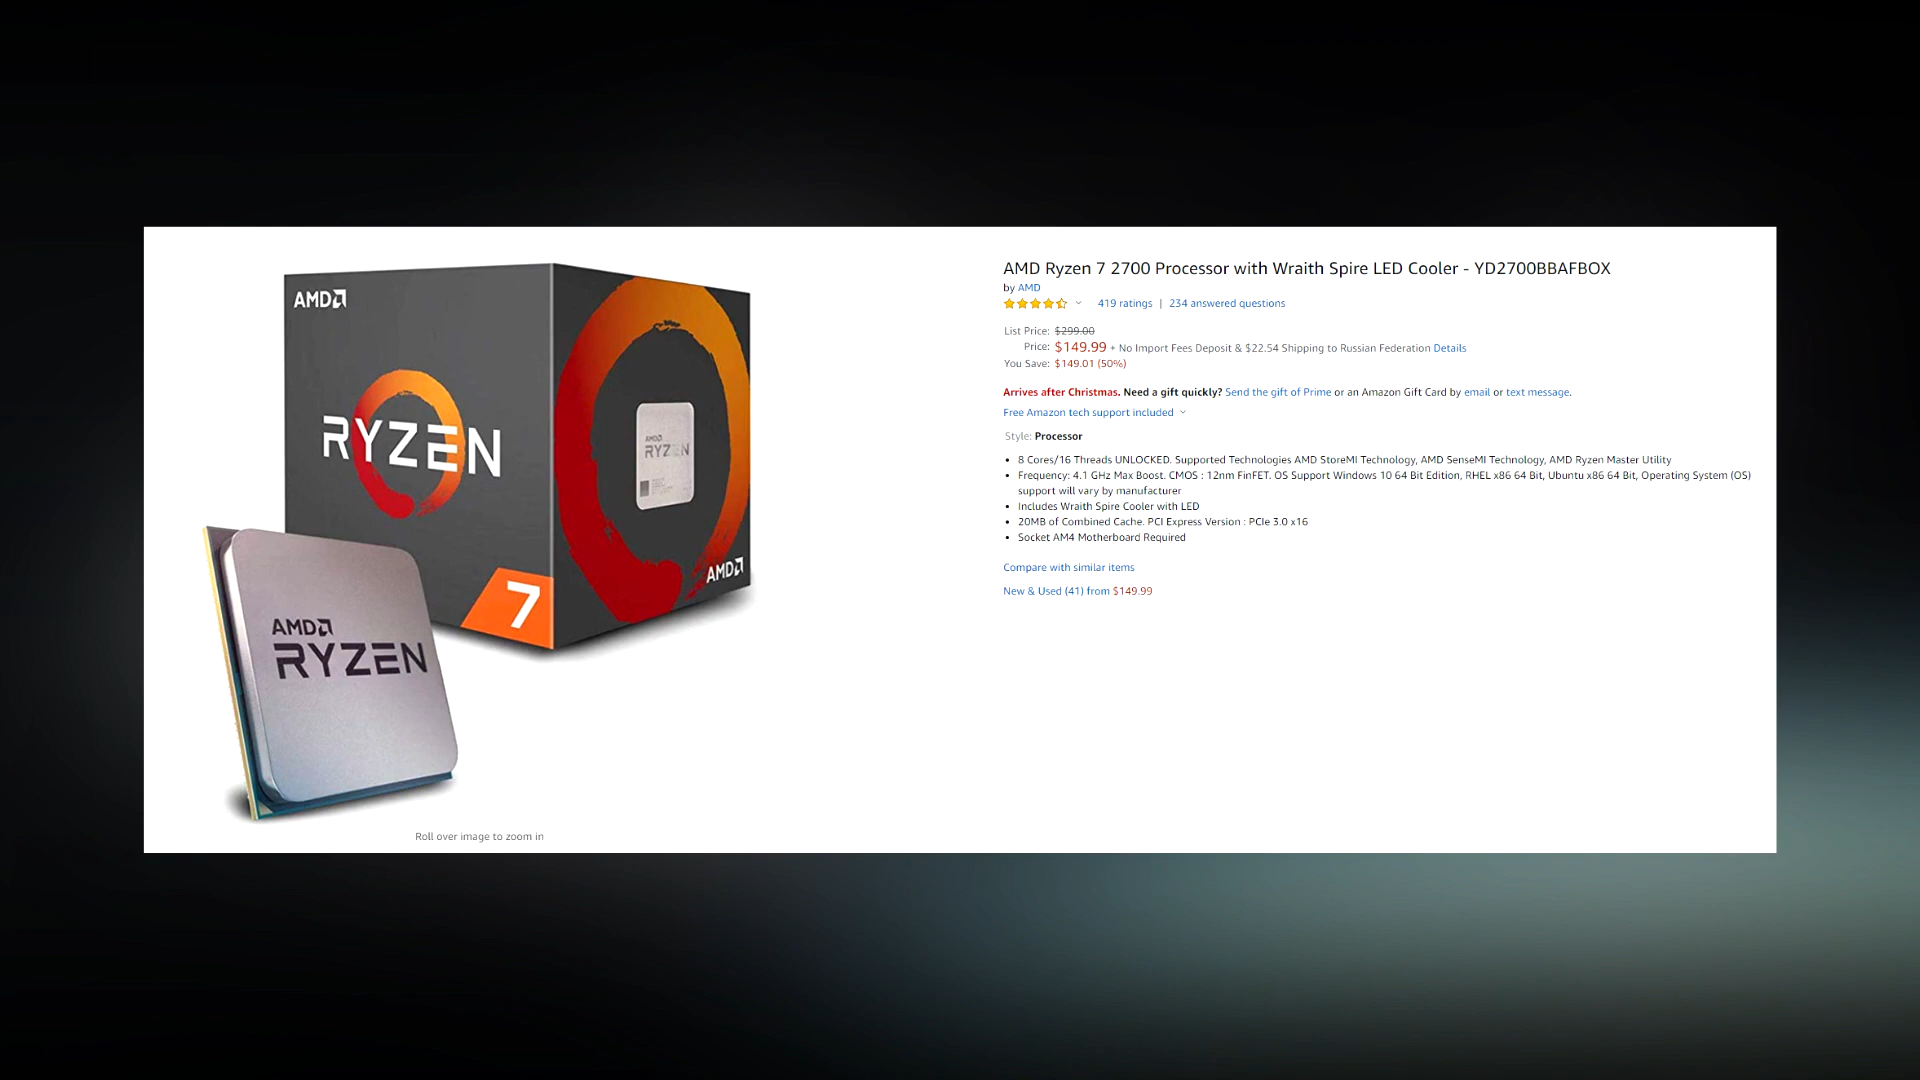 AMD
RYZEN
AMD
RYZEN
AMD
7
AMD
RYZEN
Roll over image to zoom in
AMD Ryzen 7 2700 Processor with Wraith Spire LED Cooler - YD2700BBAFBOX
by AMD
419 ratings | 234 answered questions
List Price: $299.00
Price: $149.99 + No Import Fees Deposit & $22.54 Shipping to Russian Federation Details
You Save: $149.01 (50%)
Arrives after Christmas. Need a gift quickly? Send the gift of Prime or an Amazon Gift Card by email or text message.
Free Amazon tech support included
Style: Processor
• 8 Cores/16 Threads UNLOCKED. Supported Technologies AMD StoreMI Technology, AMD SenseMI Technology, AMD Ryzen Master Utility
• Frequency: 4.1 GHz Max Boost. CMOS : 12nm FinFET. OS Support Windows 10 64 Bit Edition, RHEL x86 64 Bit, Ubuntu x86 64 Bit, Operating System (OS)
support will vary by manufacturer
• Includes Wraith Spire Cooler with LED
• 20MB of Combined Cache. PCI Express Version : PCIe 3.0 x16
• Socket AM4 Motherboard Required
Compare with similar items
New & Used (41) from $149.99